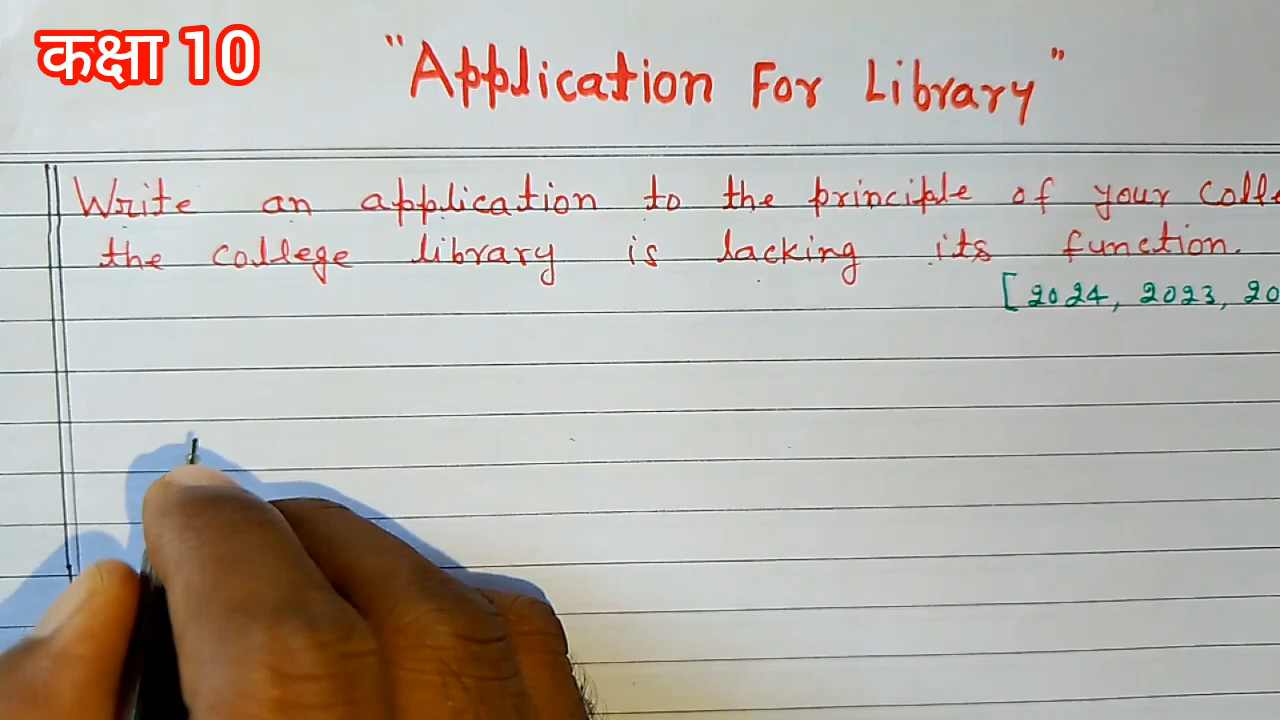 कक्षा 10
"Application For Library"
Write an application to the principle of your
the college library is lacking its function.
[2024, 2023,